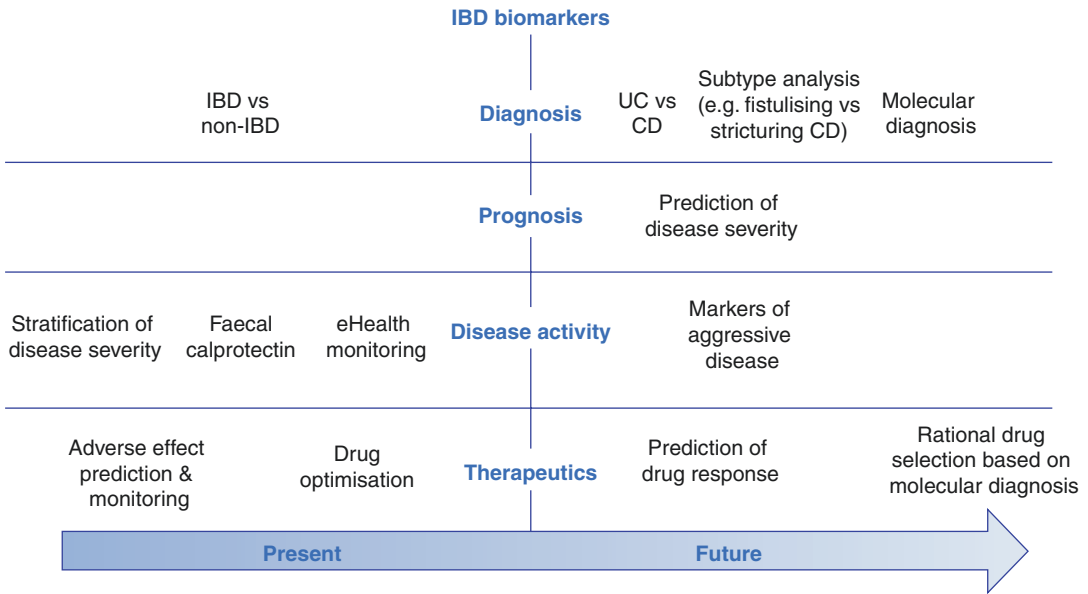 IBD biomarkers
IBD vs
non-IBD
Diagnosis
UC vs
CD
Subtype analysis
(e.g. fistulising vs
stricturing CD)
Molecular
diagnosis
Prognosis
Prediction of
disease severity
Stratification of
disease severity
Faecal
calprotectin
eHealth
monitoring
Disease activity
Markers of
aggressive
disease
Adverse effect
prediction &
monitoring
Drug
optimisation
Therapeutics
Prediction of
drug response
Rational drug
selection based on
molecular diagnosis
Present
Future